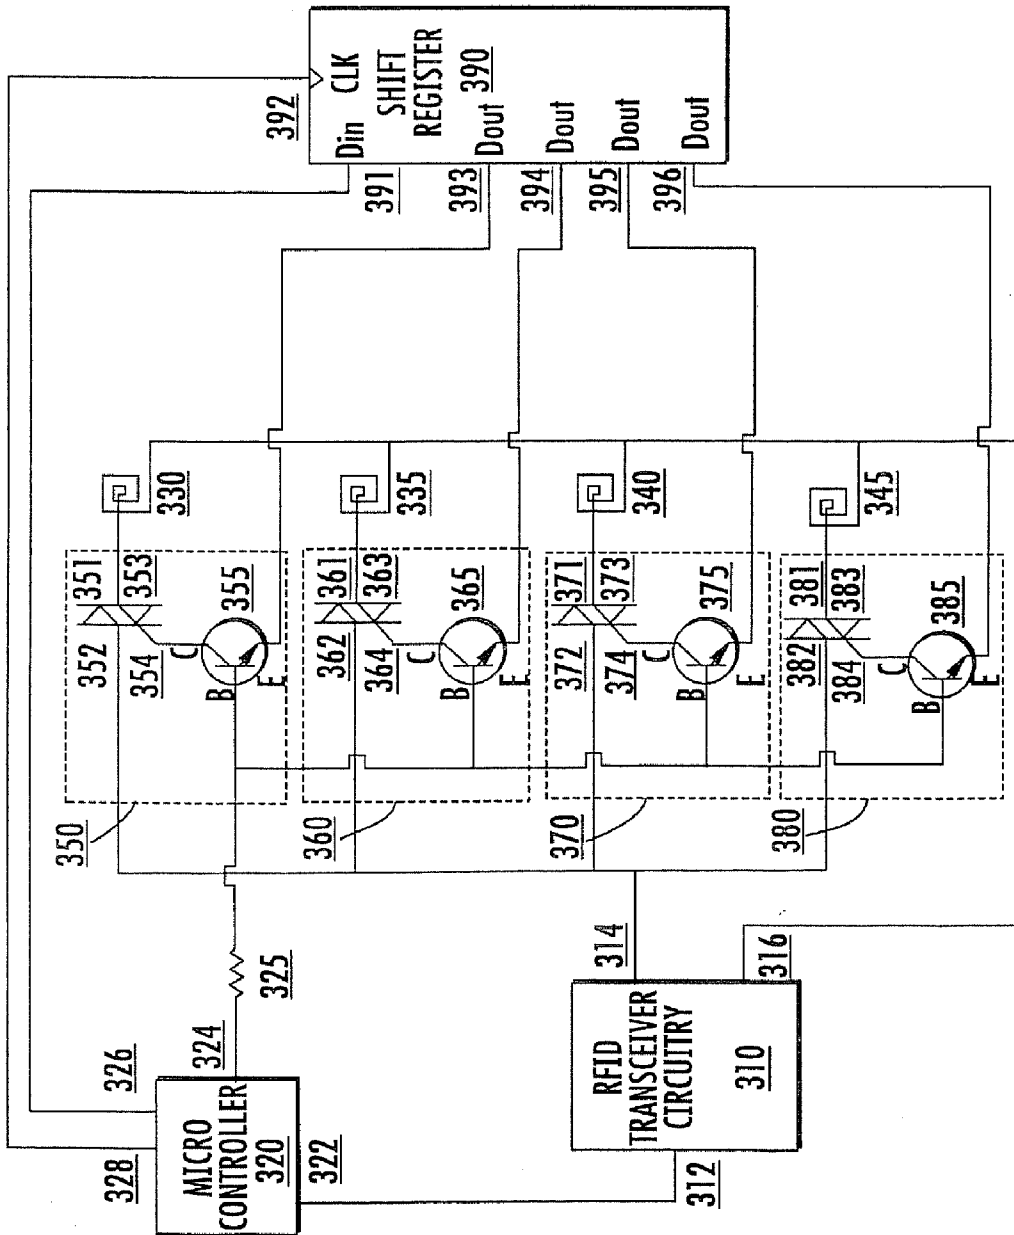 392
CLK
Din
SHIFT
REGISTER
390
391
393
Dout
394
Dout
395
Dout
396
Dout
330
335
340
345
351
352
353
354
355
C
B
E
350
361
362
363
364
365
C
B
E
360
371
372
373
374
375
C
B
E
370
381
382
383
384
385
C
B
E
380
325
324
326
328
MICRO
CONTROLLER
320
322
314
316
RFID
TRANSCEIVER
CIRCUITRY
310
312